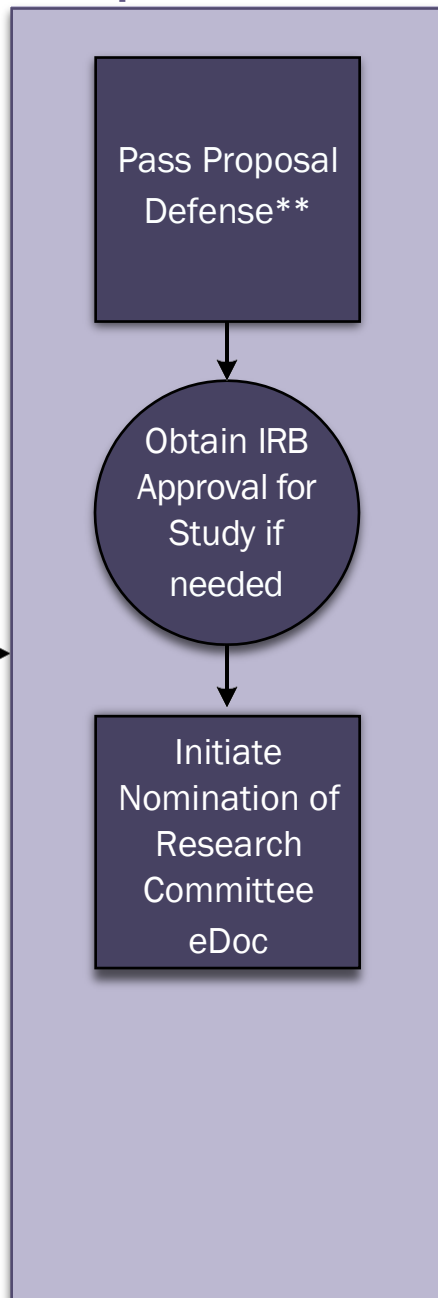 Pass Proposal
Defense**
Obtain IRB
Approval for
Study if
needed
Initiate
Nomination of
Research
Committee
eDoc